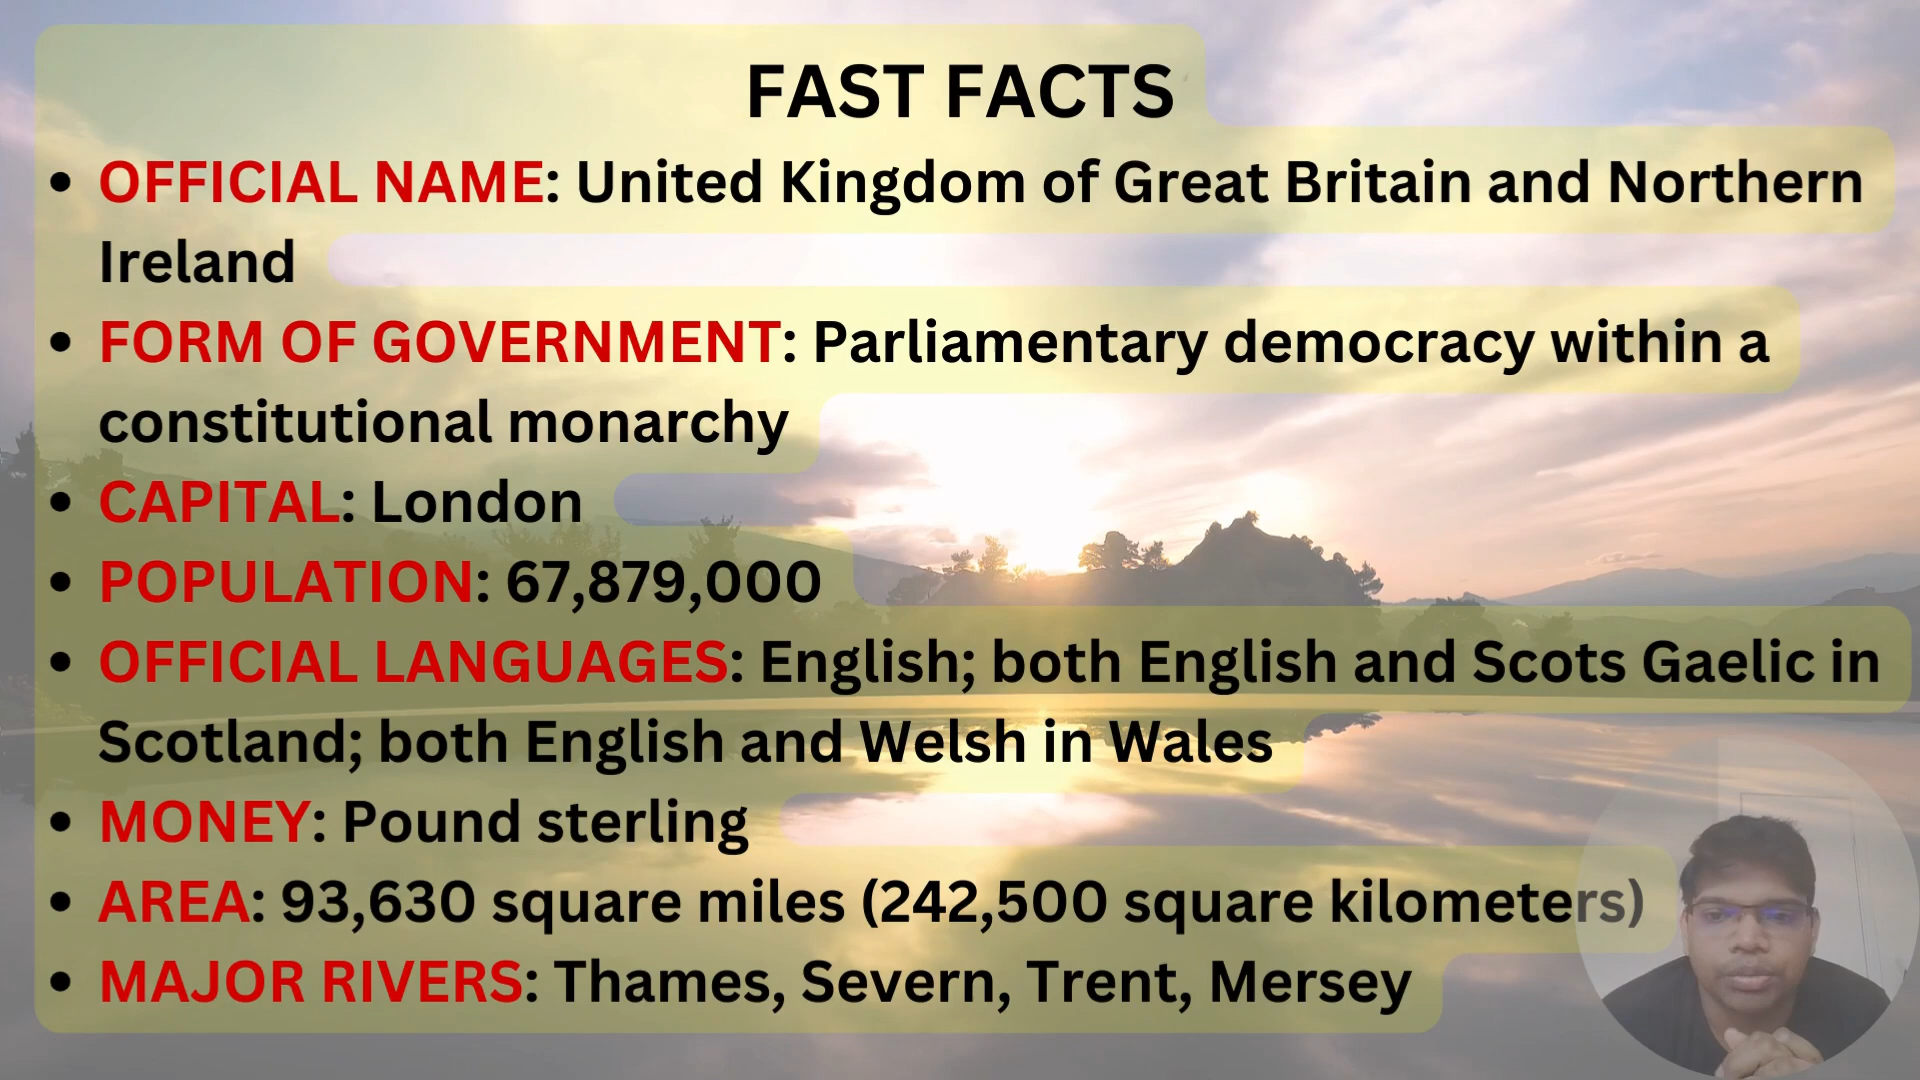 FAST FACTS
• OFFICIAL NAME: United Kingdom of Great Britain and Northern
Ireland
• FORM OF GOVERNMENT: Parliamentary democracy within a
constitutional monarchy
• CAPITAL: London
• POPULATION: 67,879,000
• OFFICIAL LANGUAGES: English; both English and Scots Gaelic in
Scotland; both English and Welsh in Wales
• MONEY: Pound sterling
• AREA: 93,630 square miles (242,500 square kilometers)
• MAJOR RIVERS: Thames, Severn, Trent, Mersey